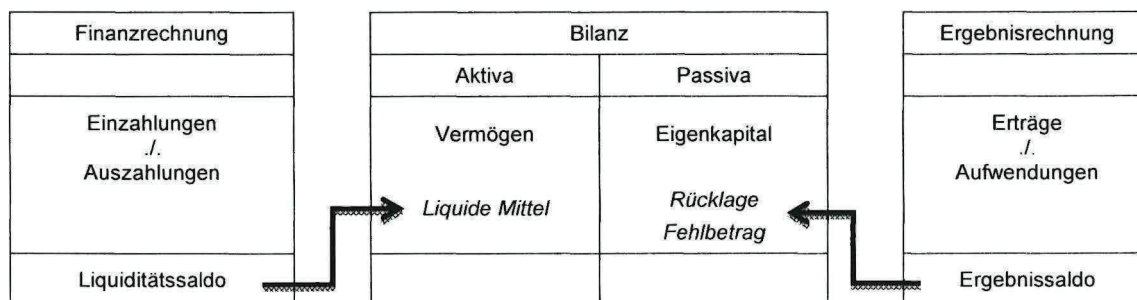 Finanzrechnung
Einzahlungen
./.
Auszahlungen
Liquiditätssaldo
Bilanz
Aktiva
Passiva
Vermögen
Liquide Mittel
Eigenkapital
Rücklage
Fehlbetrag
Ergebnisrechnung
Erträge
./.
Aufwendungen
Ergebnissaldo